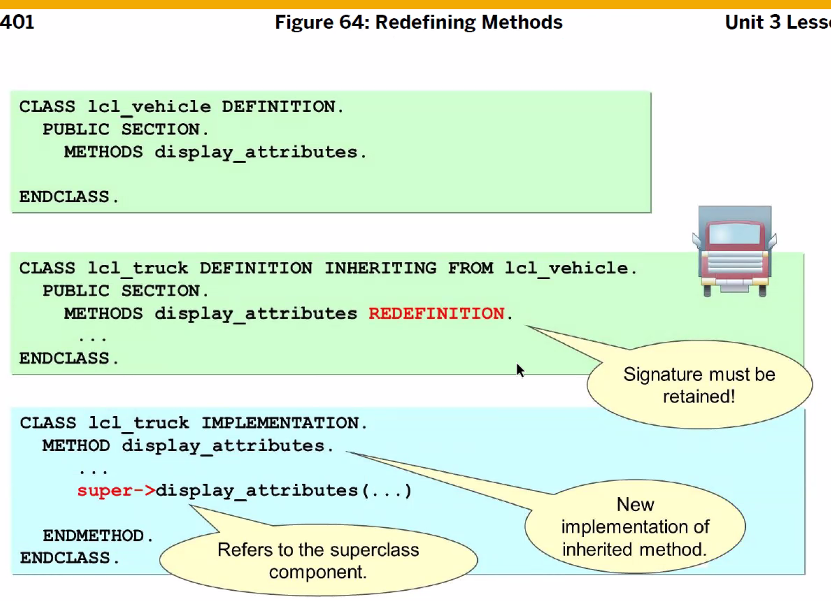 401 Figure 64: Redefining Methods Unit 3
CLASS lcl_vehicle DEFINITION.
PUBLIC SECTION.
METHODS display_attributes.
ENDCLASS.
CLASS lcl_truck DEFINITION INHERITING FROM lcl_vehicle.
PUBLIC SECTION.
METHODS display_attributes REDEFINITION.
...
ENDCLASS.
Signature must be
retained!
CLASS lcl_truck IMPLEMENTATION.
METHOD display_attributes.
...
super->display_attributes(...)
ENDMETHOD.
ENDCLASS.
New
implementation of
inherited method.
Refers to the superclass
component.